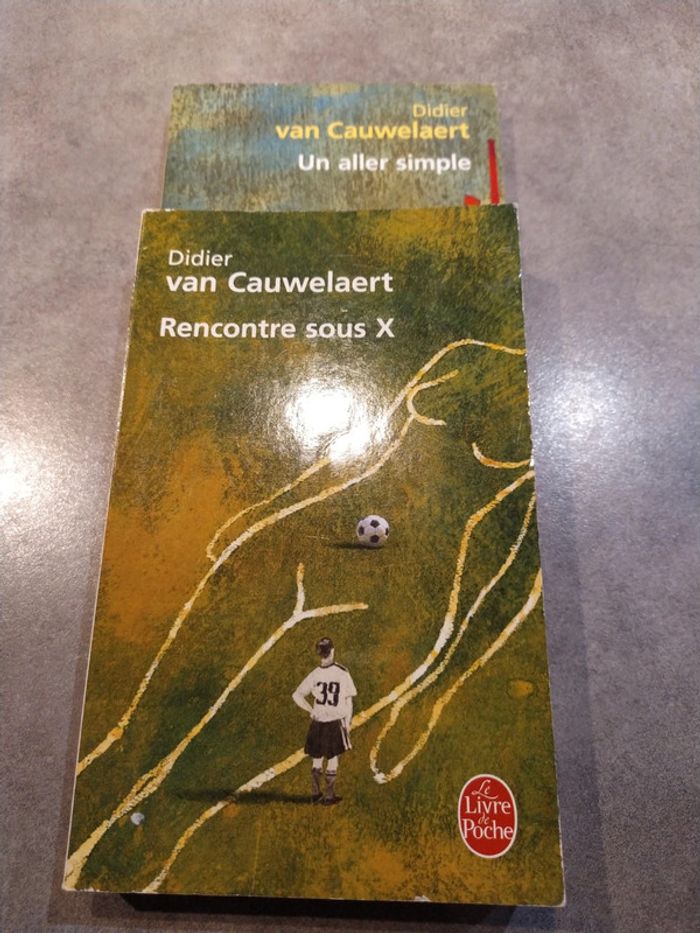 Didier
van Cauwelaert
Un aller simple
Didier
van Cauwelaert
Rencontre sous X
39
Le
Livre
de
Poche